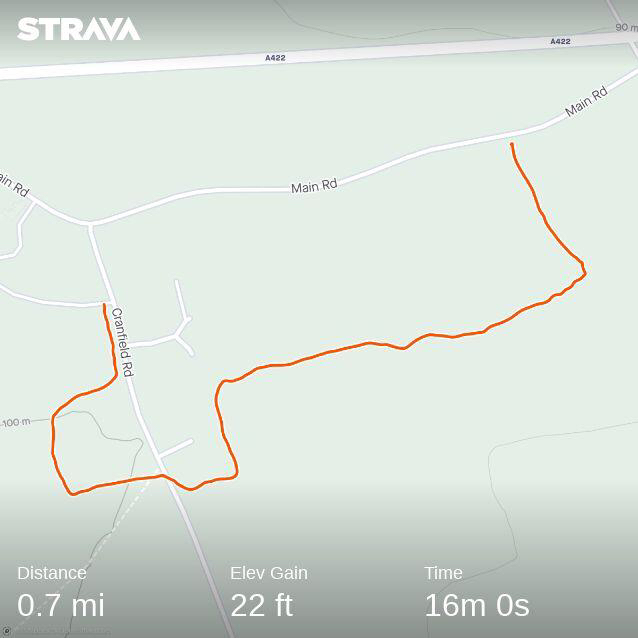 STRAVA
90 m
A422
A422
Main Rd
ain Rd
Main Rd
Cranfield Rd
100 m
Distance
Elev Gain
Time
0.7 mi
22 ft
16m 0s